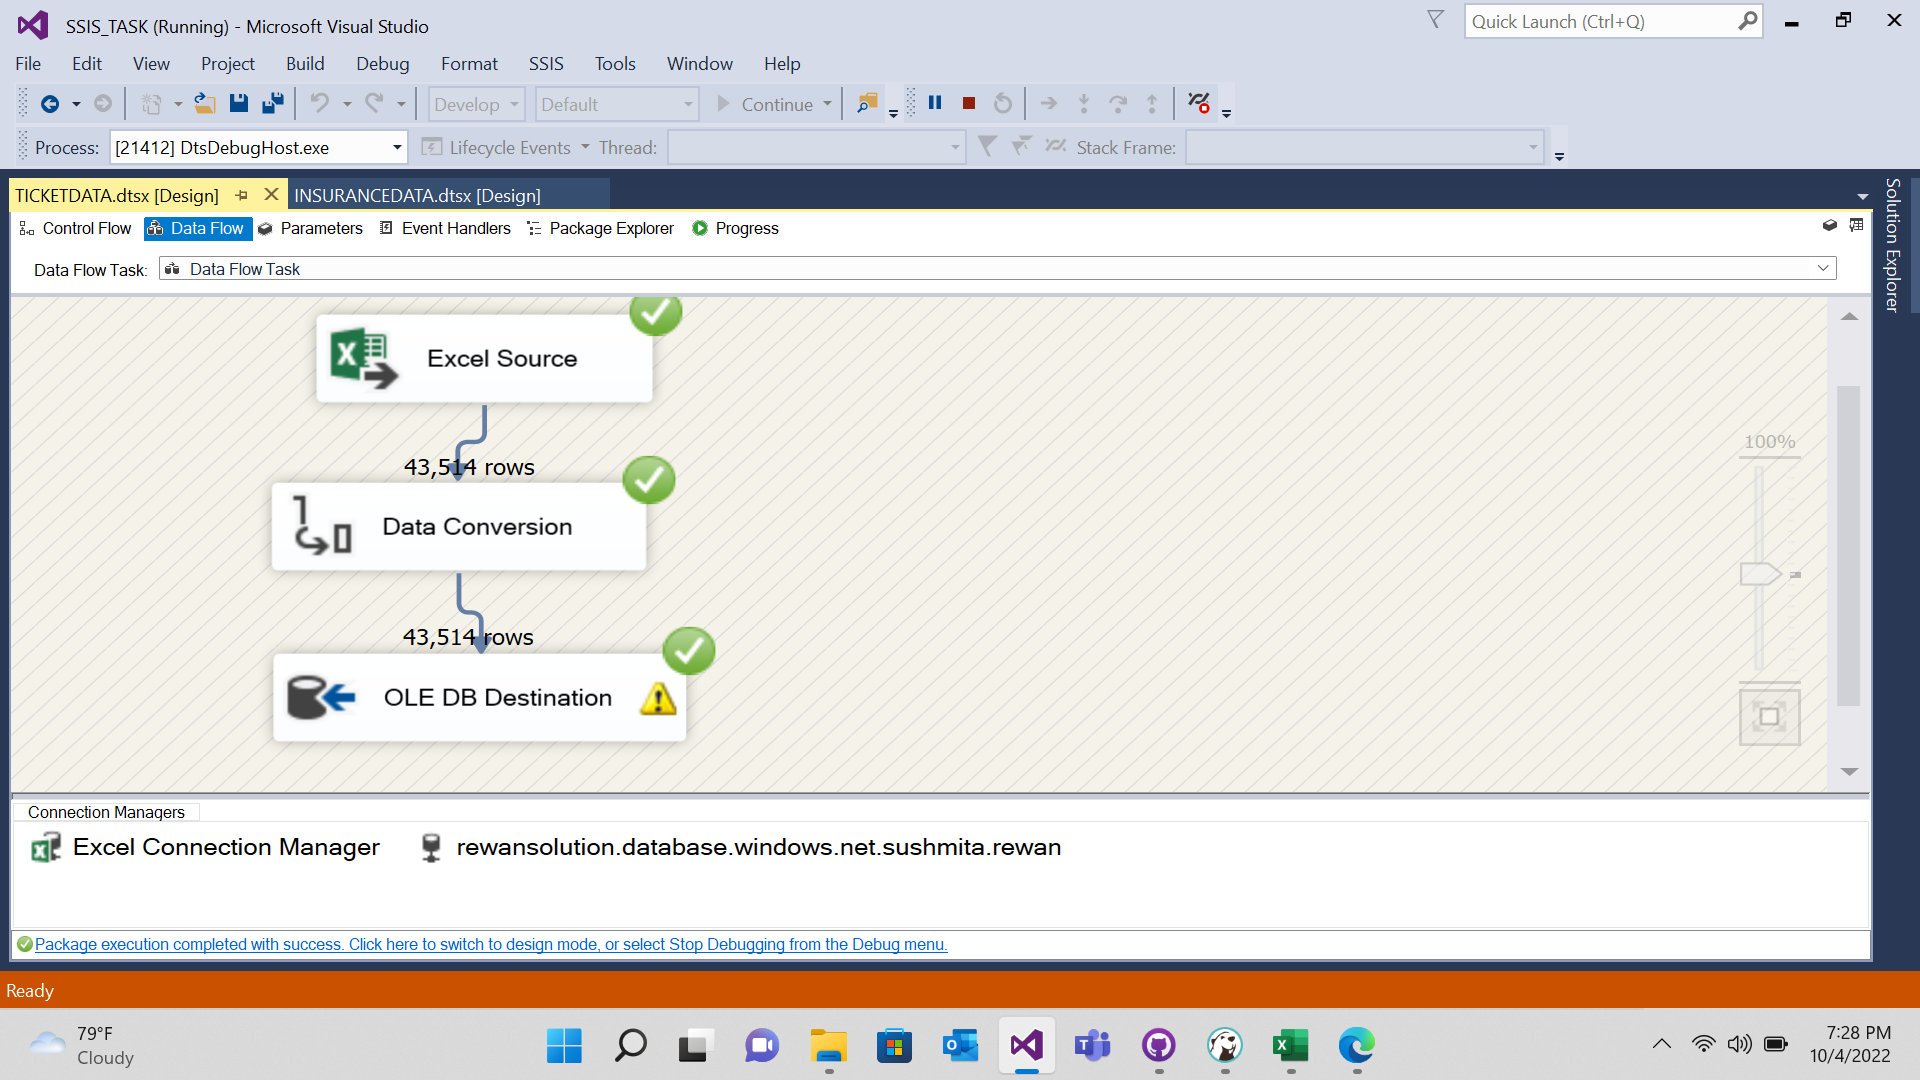 SSIS_TASK (Running) - Microsoft Visual Studio
Quick Launch (Ctrl+Q)
File Edit View Project Build Debug Format SSIS Tools Window Help
Develop Default Continue
Process: [21412] DtsDebugHost.exe Lifecycle Events Thread: Stack Frame:
TICKETDATA.dtsx [Design] INSURANCEDATA.dtsx [Design]
Solution Explorer
Control Flow Data Flow Parameters Event Handlers Package Explorer Progress
Data Flow Task: Data Flow Task
Excel Source
100%
43,514 rows
Data Conversion
43,514 rows
OLE DB Destination
Connection Managers
Excel Connection Manager rewansolution.database.windows.net.sushmita.rewan
Package execution completed with success. Click here to switch to design mode, or select Stop Debugging from the Debug menu.
Ready
79°F
Cloudy
7:28 PM
10/4/2022